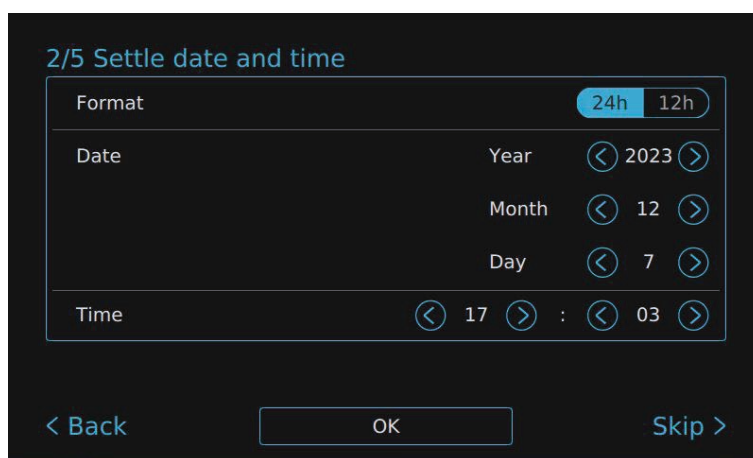 2/5 Settle date and time
Format 24h 12h
Date Year < 2023 >
Month < 12 >
Day < 7 >
Time < 17 > : < 03 >
< Back OK Skip >